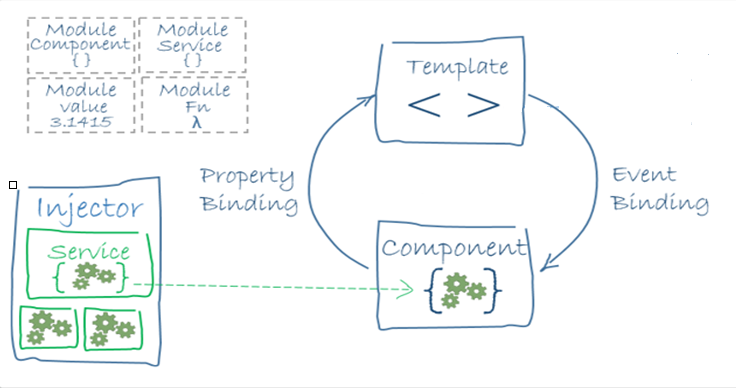 Module
Component
{ }
Module
Service
{ }
Module
value
3.1415
Module
Fn
λ
Template
< >
Property
Binding
Event
Binding
Injector
Service
{ }
Component
{ }